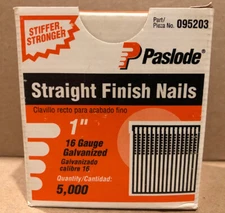 STIFFER,
STRONGER
Part/
Pieza No. 095203
Paslode®
Straight Finish Nails
Clavillo recto para arabado fino
1"
16 Gauge
Galvanized
Galvanizado
calibre 16
Quantity/Cantidad:
5,000